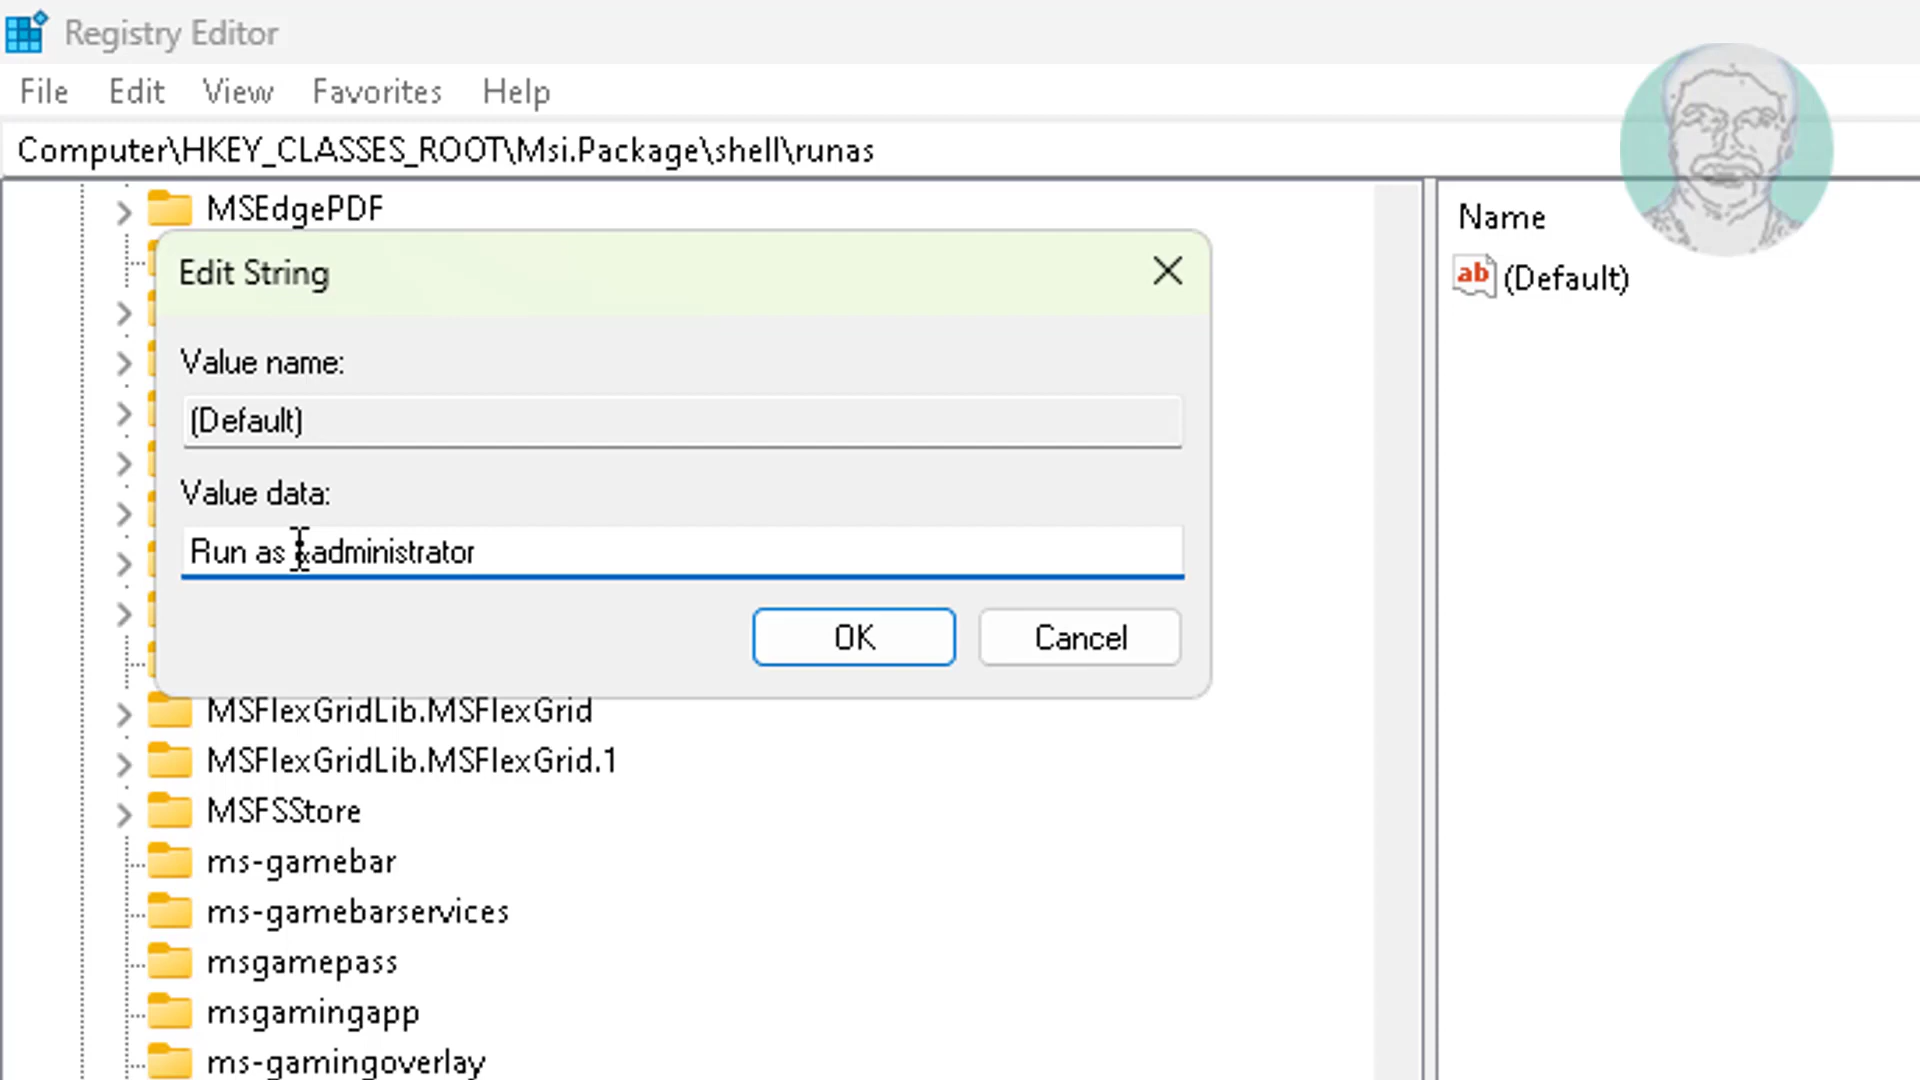 Registry Editor
File Edit View Favorites Help
Computer\HKEY_CLASSES_ROOT\Msi.Package\shell\runas
MSEdgePDF
Name
Edit String
(Default)
Value name:
(Default)
Value data:
Run as &administrator
OK
Cancel
MSFlexGridLib.MSFlexGrid
MSFlexGridLib.MSFlexGrid.1
MSFSStore
ms-gamebar
ms-gamebarservices
msgamepass
msgamingapp
ms-gamingoverlay